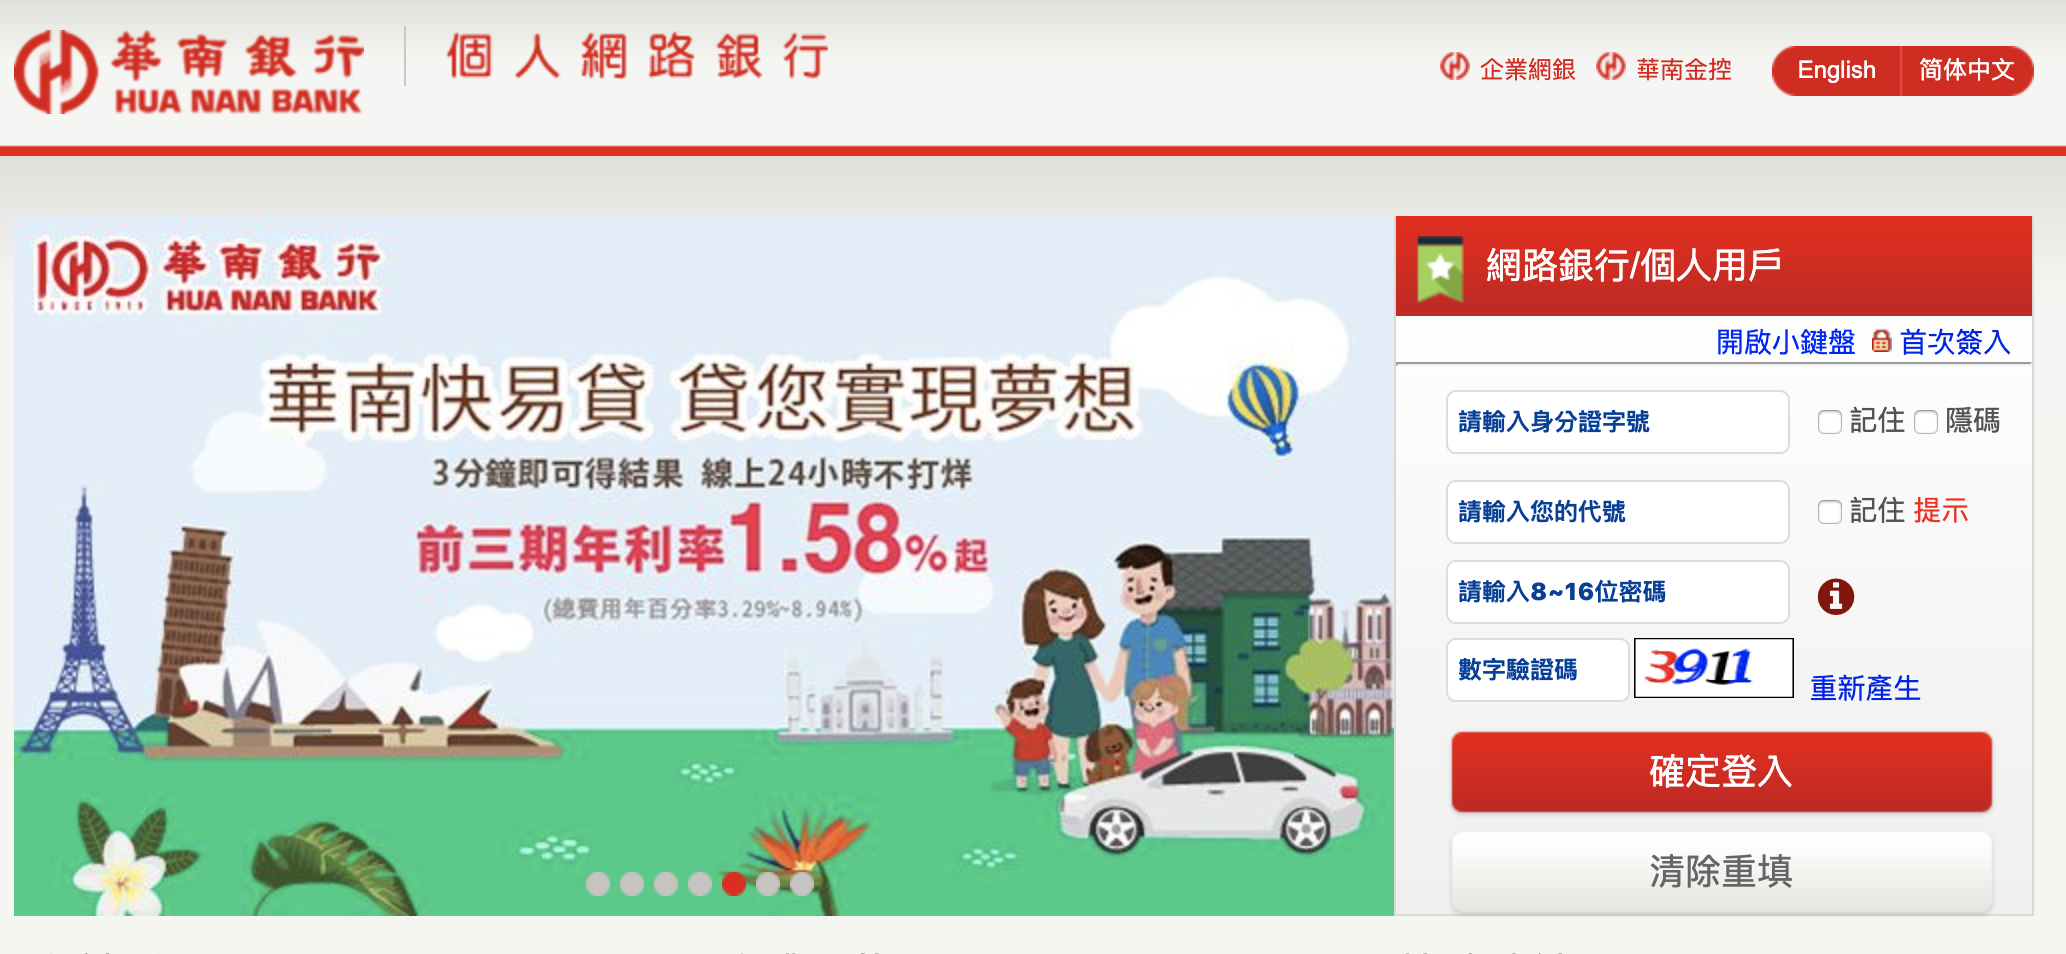 華南銀行
HUA NAN BANK
個人網路銀行
企業網銀
華南金控
English
简体中文
100
SINCE 1919
華南銀行
HUA NAN BANK
華南快易貸 貸您實現夢想
3分鐘即可得結果 線上24小時不打烊
前三期年利率1.58%起
(總費用年百分率3.29%~8.94%)
網路銀行/個人用戶
開啟小鍵盤 首次簽入
請輸入身分證字號
記住 隱碼
請輸入您的代號
記住 提示
請輸入8~16位密碼
數字驗證碼
3911
重新產生
確定登入
清除重填